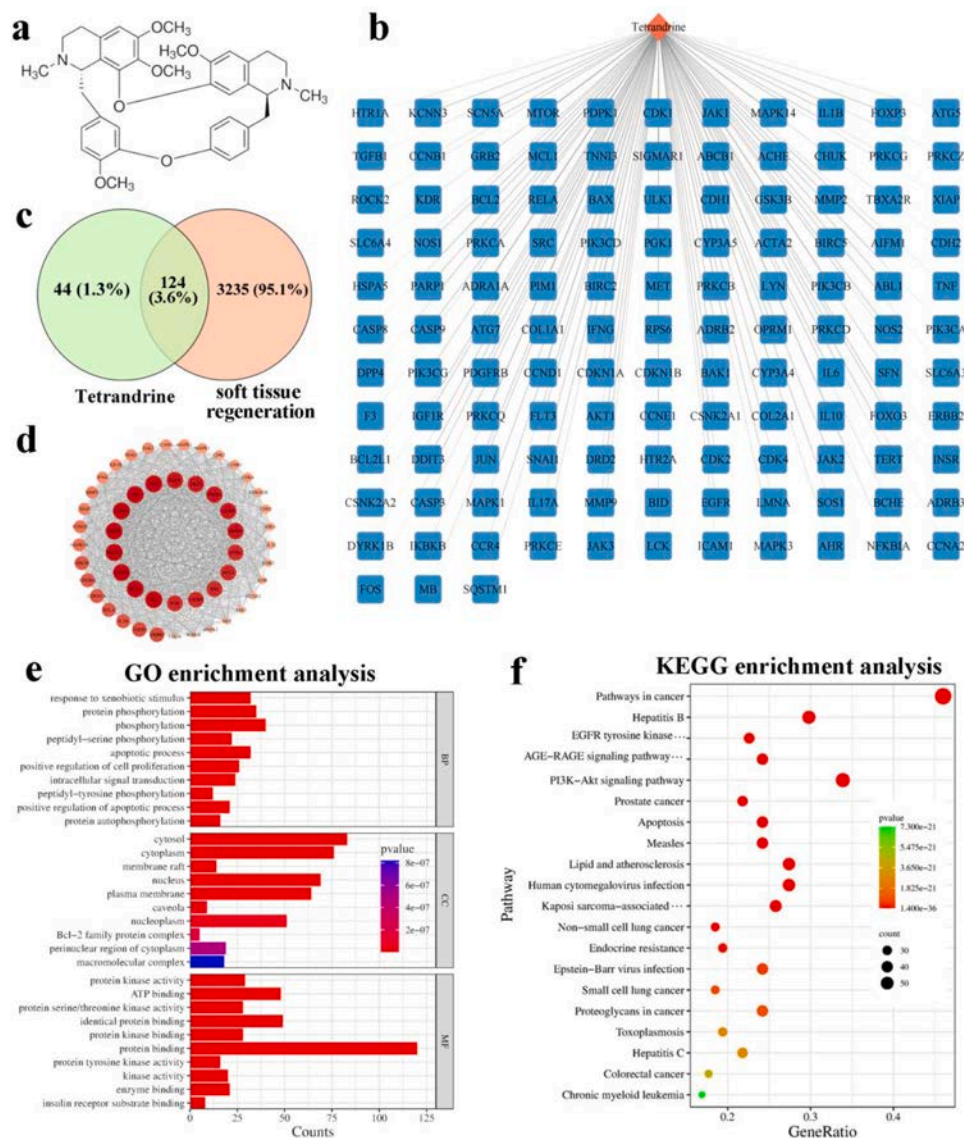 a
OCH3
H3C
N
OCH3
CH3O
N
CH3
O
O
OCH3
b
Tetrandrine
HTR1A KCNN3 SCN5A MTOR PDPK1 CDK1 JAK1 MAPK14 IL1B FOXP3 ATG5
TGFB1 CCNB1 GRB2 MCL1 TNNI3 SIGMAR1 ABCB1 ACHE CHUK PRKCG PRKCZ
ROCK2 KDR BCL2 RELA BAX ULK1 CDH1 GSK3B MMP2 TBXA2R XIAP
SLC6A4 NOS1 PRKCA SRC PIK3CD PGK1 CYP3A5 ACTA2 BIRC5 AIFM1 CDH2
HSPA5 PARP1 ADRA1A PIM1 BIRC2 MET PRKCB LYN PIK3CB ABL1 TNF
CASP8 CASP9 ATG7 COL1A1 IFNG RPS6 ADRB2 OPRM1 PRKCD NOS2 PIK3CA
DPP4 PIK3CG PDGFRB CCND1 CDKN1A CDKN1B BAK1 CYP3A4 IL6 SFN SLC6A3
F3 IGF1R PRKCQ FLT3 AKT1 CCNE1 CSNK2A1 COL2A1 IL10 FOXO3 ERBB2
BCL2L1 DDIT3 JUN SNAI1 DRD2 HTR2A CDK2 CDK4 JAK2 TERT INSR
CSNK2A2 CASP3 MAPK1 IL17A MMP9 BID EGFR LMNA SOS1 BCHE ADRB3
DYRK1B IKBKB CCR4 PRKCE JAK3 LCK ICAM1 MAPK3 AHR NFKBIA CCNA2
FOS MB SQSTM1
c
44 (1.3%)
124
(3.6%)
3235 (95.1%)
Tetrandrine
soft tissue
regeneration
d
e
GO enrichment analysis
response to xenobiotic stimulus
protein phosphorylation
phosphorylation
peptidyl-serine phosphorylation
apoptotic process
positive regulation of cell proliferation
intracellular signal transduction
peptidyl-tyrosine phosphorylation
positive regulation of apoptotic process
protein autophosphorylation
BP
cytosol
cytoplasm
membrane raft
nucleus
plasma membrane
caveola
nucleoplasm
Bcl-2 family protein complex
perinuclear region of cytoplasm
macromolecular complex
CC
pvalue
8e-07
6e-07
4e-07
2e-07
protein kinase activity
ATP binding
protein serine/threonine kinase activity
identical protein binding
protein kinase binding
protein binding
protein tyrosine kinase activity
kinase activity
enzyme binding
insulin receptor substrate binding
MF
0 25 50 75 100 125
Counts
f
KEGG enrichment analysis
Pathways in cancer
Hepatitis B
EGFR tyrosine kinase ···
AGE-RAGE signaling pathway···
PI3K-Akt signaling pathway
Prostate cancer
Apoptosis
Measles
Lipid and atherosclerosis
Human cytomegalovirus infection
Kaposi sarcoma-associated ···
Non-small cell lung cancer
Endocrine resistance
Epstein-Barr virus infection
Small cell lung cancer
Proteoglycans in cancer
Toxoplasmosis
Hepatitis C
Colorectal cancer
Chronic myeloid leukemia
Pathway
pvalue
7.300e-21
5.475e-21
3.650e-21
1.825e-21
1.400e-36
count
30
40
50
0.2 0.3 0.4
GeneRatio